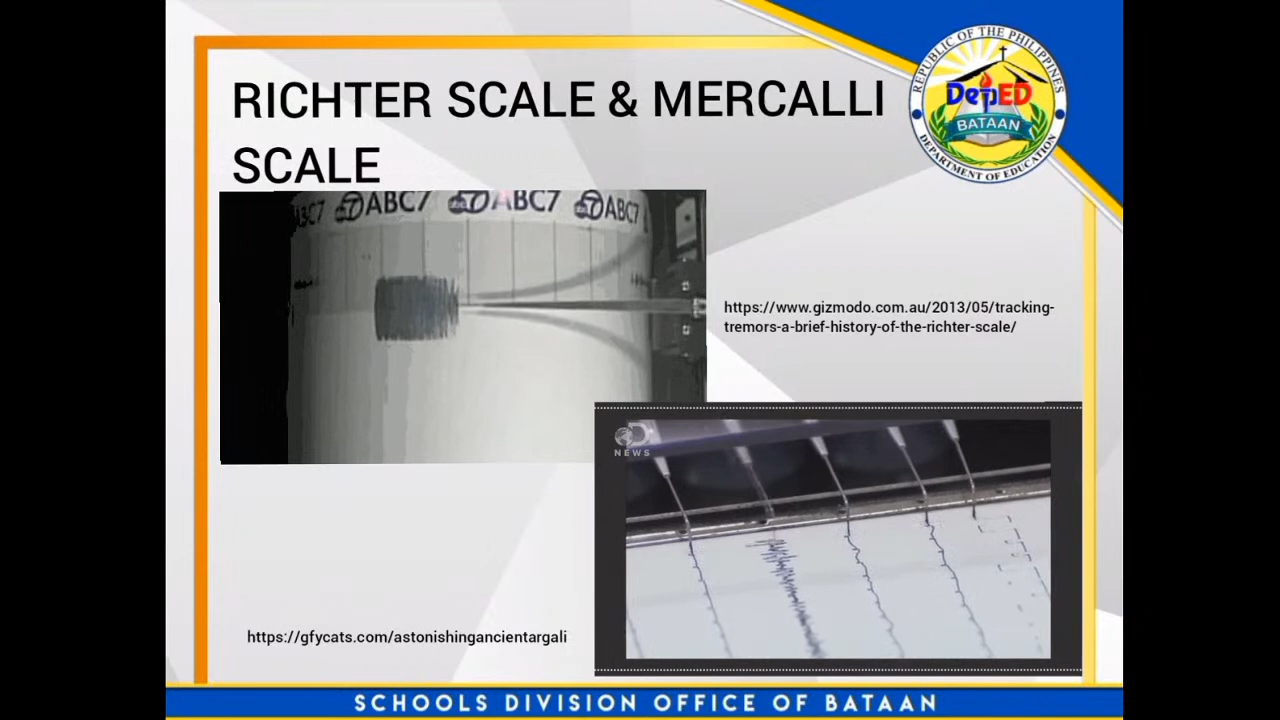 RICHTER SCALE & MERCALLI
SCALE
REPUBLIC OF THE PHILIPPINES
DepED
BATAAN
DEPARTMENT OF EDUCATION
ABC7 ABC7 ABC7 ABC7
https://www.gizmodo.com.au/2013/05/tracking-
tremors-a-brief-history-of-the-richter-scale/
D
NEWS
https://gfycats.com/astonishingancientargali
SCHOOLS DIVISION OFFICE OF BATAAN